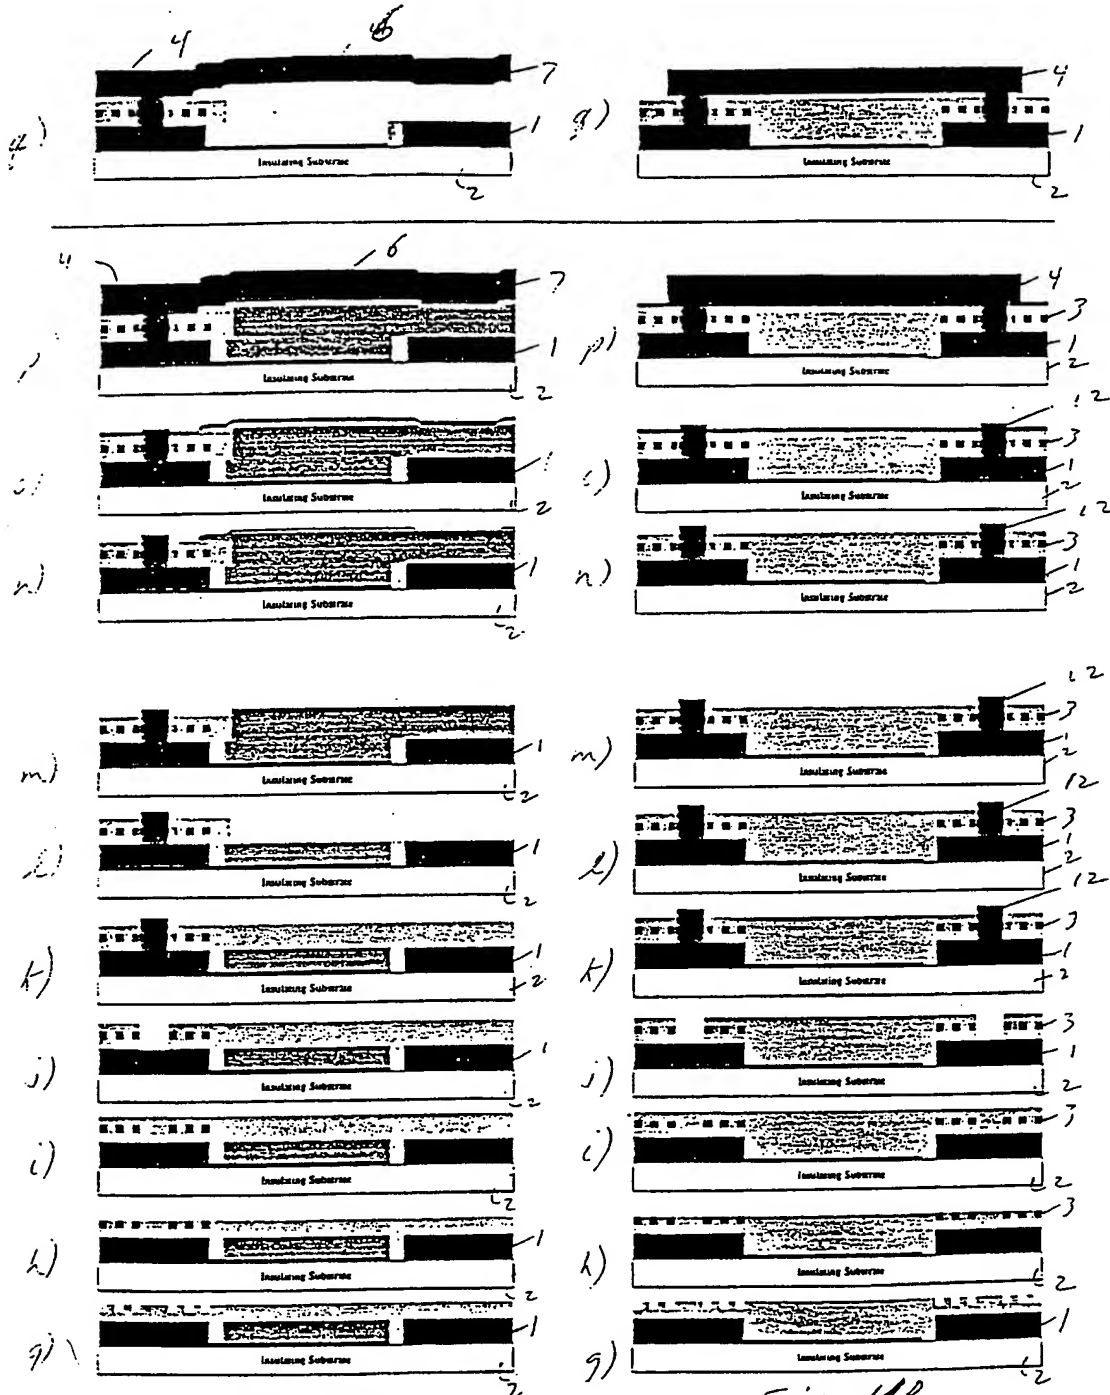 4 6
7 4
q) 1 q) 1
Insulating Substrate Insulating Substrate
2 2
4 6
7 4
3
1 p) 1
Insulating Substrate Insulating Substrate 2
2
12
3
1 1
Insulating Substrate Insulating Substrate 2
2
12
3
n) 1 n) 1
Insulating Substrate Insulating Substrate 2
2
12
3
m) 1 m) 1
Insulating Substrate Insulating Substrate 2
2
12
3
l) 1 l) 1
Insulating Substrate Insulating Substrate 2
2
12
3
k) 1 k) 1
Insulating Substrate 2 Insulating Substrate 2
3
j) 1 j) 1
Insulating Substrate Insulating Substrate
2 2
3
i) i)
Insulating Substrate Insulating Substrate
2 2
3
h) 1 h)
Insulating Substrate Insulating Substrate
2 2
g) 1 g) 1
Insulating Substrate Insulating Substrate
2 2